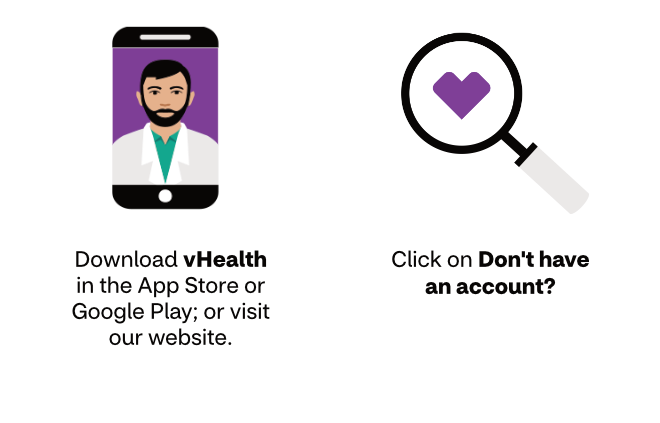 Download vHealth
in the App Store or
Google Play; or visit
our website.
Click on Don't have
an account?